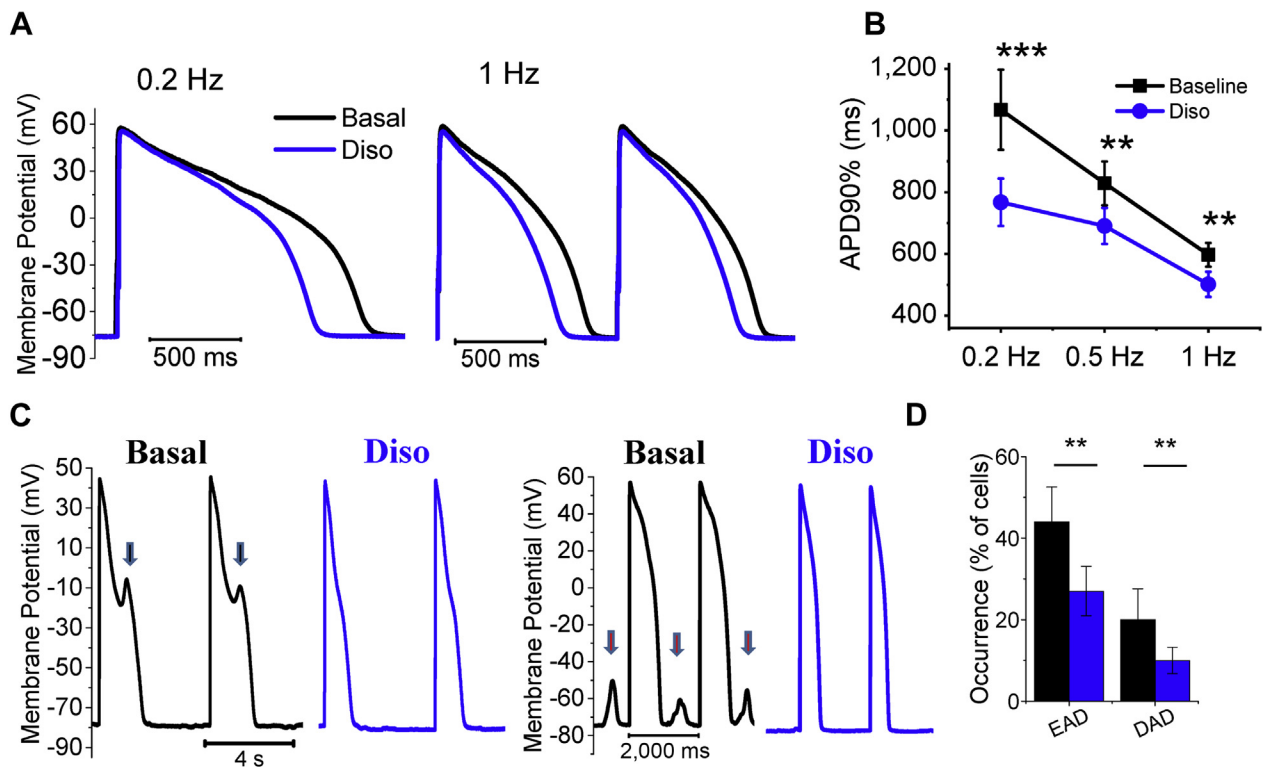 A
0.2 Hz
1 Hz
Basal
Diso
Membrane Potential (mV)
60
30
0
-30
-60
-90
500 ms
500 ms
B
***
**
**
Baseline
Diso
APD90% (ms)
1,200
1,000
800
600
400
0.2 Hz
0.5 Hz
1 Hz
C
Basal
Diso
Membrane Potential (mV)
50
30
10
-10
-30
-50
-70
-90
4 s
Basal
Diso
Membrane Potential (mV)
60
40
20
0
-20
-40
-60
-80
2,000 ms
D
**
**
Occurrence (% of cells)
60
40
20
0
EAD
DAD